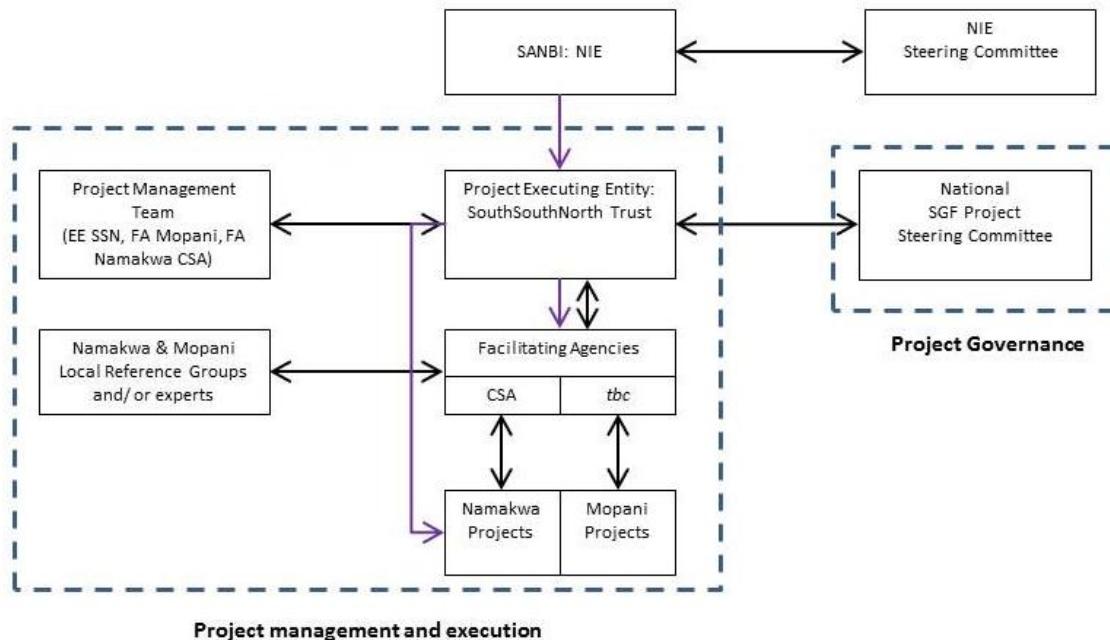 SANBI: NIE
NIE
Steering Committee
Project Management
Team
(EE SSN, FA Mopani, FA
Namakwa CSA)
Project Executing Entity:
SouthSouthNorth Trust
National
SGF Project
Steering Committee
Project Governance
Namakwa & Mopani
Local Reference Groups
and/ or experts
Facilitating Agencies
CSA
tbc
Namakwa
Projects
Mopani
Projects
Project management and execution